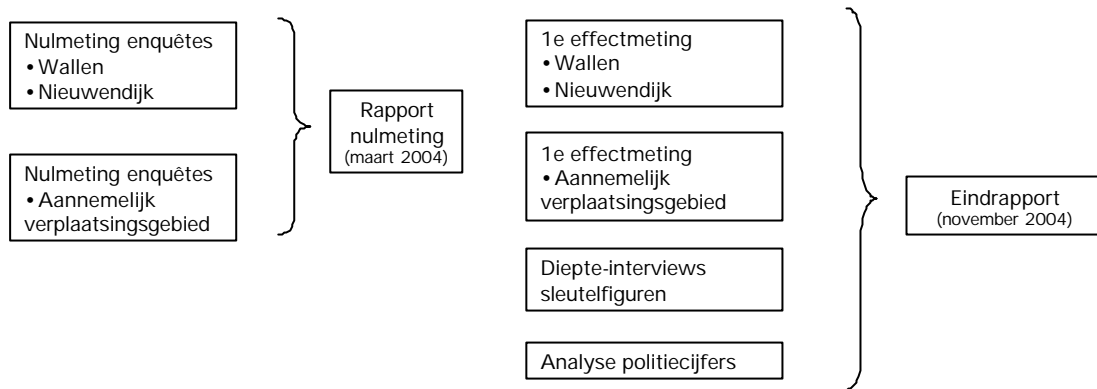 Nulmeting enquêtes
• Wallen
• Nieuwendijk
Nulmeting enquêtes
• Aannemelijk
verplaatsingsgebied
Rapport
nulmeting
(maart 2004)
1e effectmeting
• Wallen
• Nieuwendijk
1e effectmeting
• Aannemelijk
verplaatsingsgebied
Diepte-interviews
sleutelfiguren
Analyse politiecijfers
Eindrapport
(november 2004)